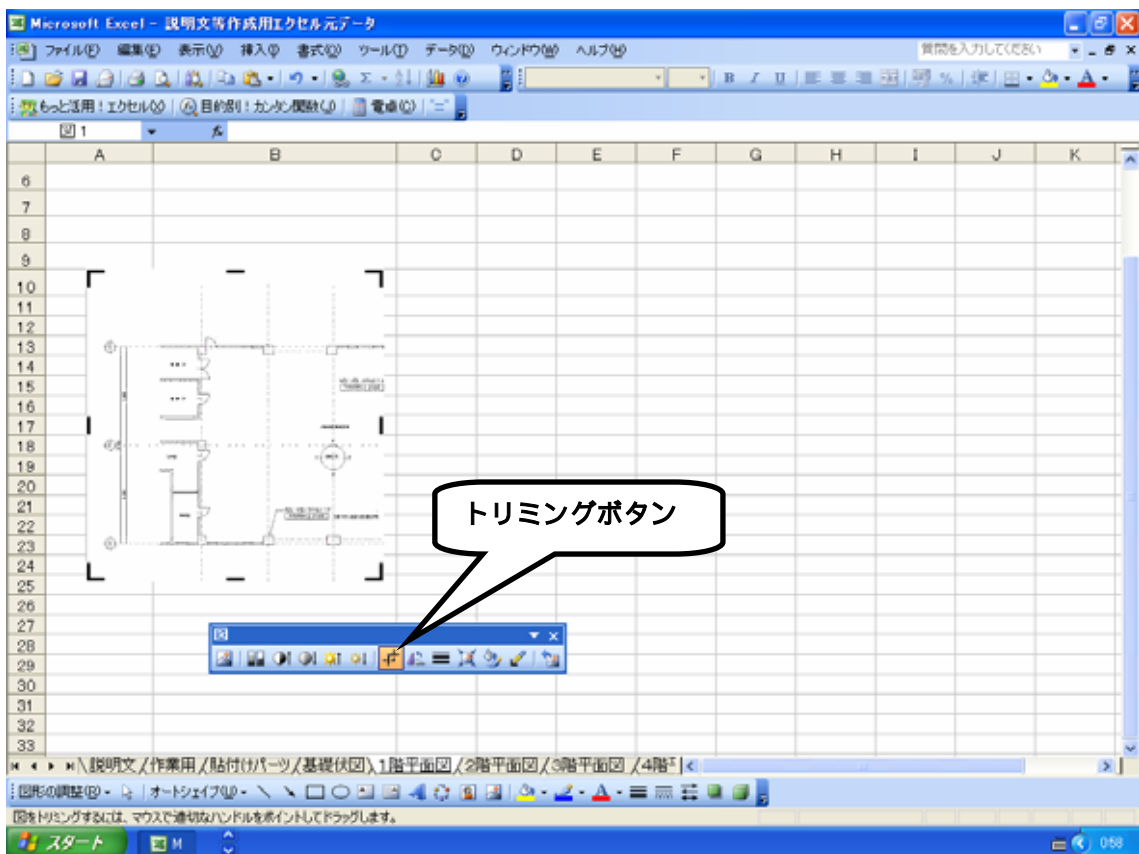 Microsoft Excel - 説明文等作成用エクセル元データ
ファイル(F) 編集(E) 表示(V) 挿入(I) 書式(O) ツール(T) データ(D) ウィンドウ(W) ヘルプ(H) 質問を入力してください
B I U %
もっと活用！エクセル(X) 目的別！カンタン関数(J) 電卓(C) "="
図 1 fx
A B C D E F G H I J K
6
7
8
9
10
11
12
13
14
15
16
17
18
19
20
21
22
23
24
25
26
27
28
29
30
31
32
33
トリミングボタン
図
説明文 作業用 貼付けパーツ 基礎伏図 1階平面図 2階平面図 3階平面図 4階
図形の調整(R) オートシェイプ(U)
図をトリミングするには、マウスで適切なハンドルをポイントしてドラッグします。
スタート M 0:58